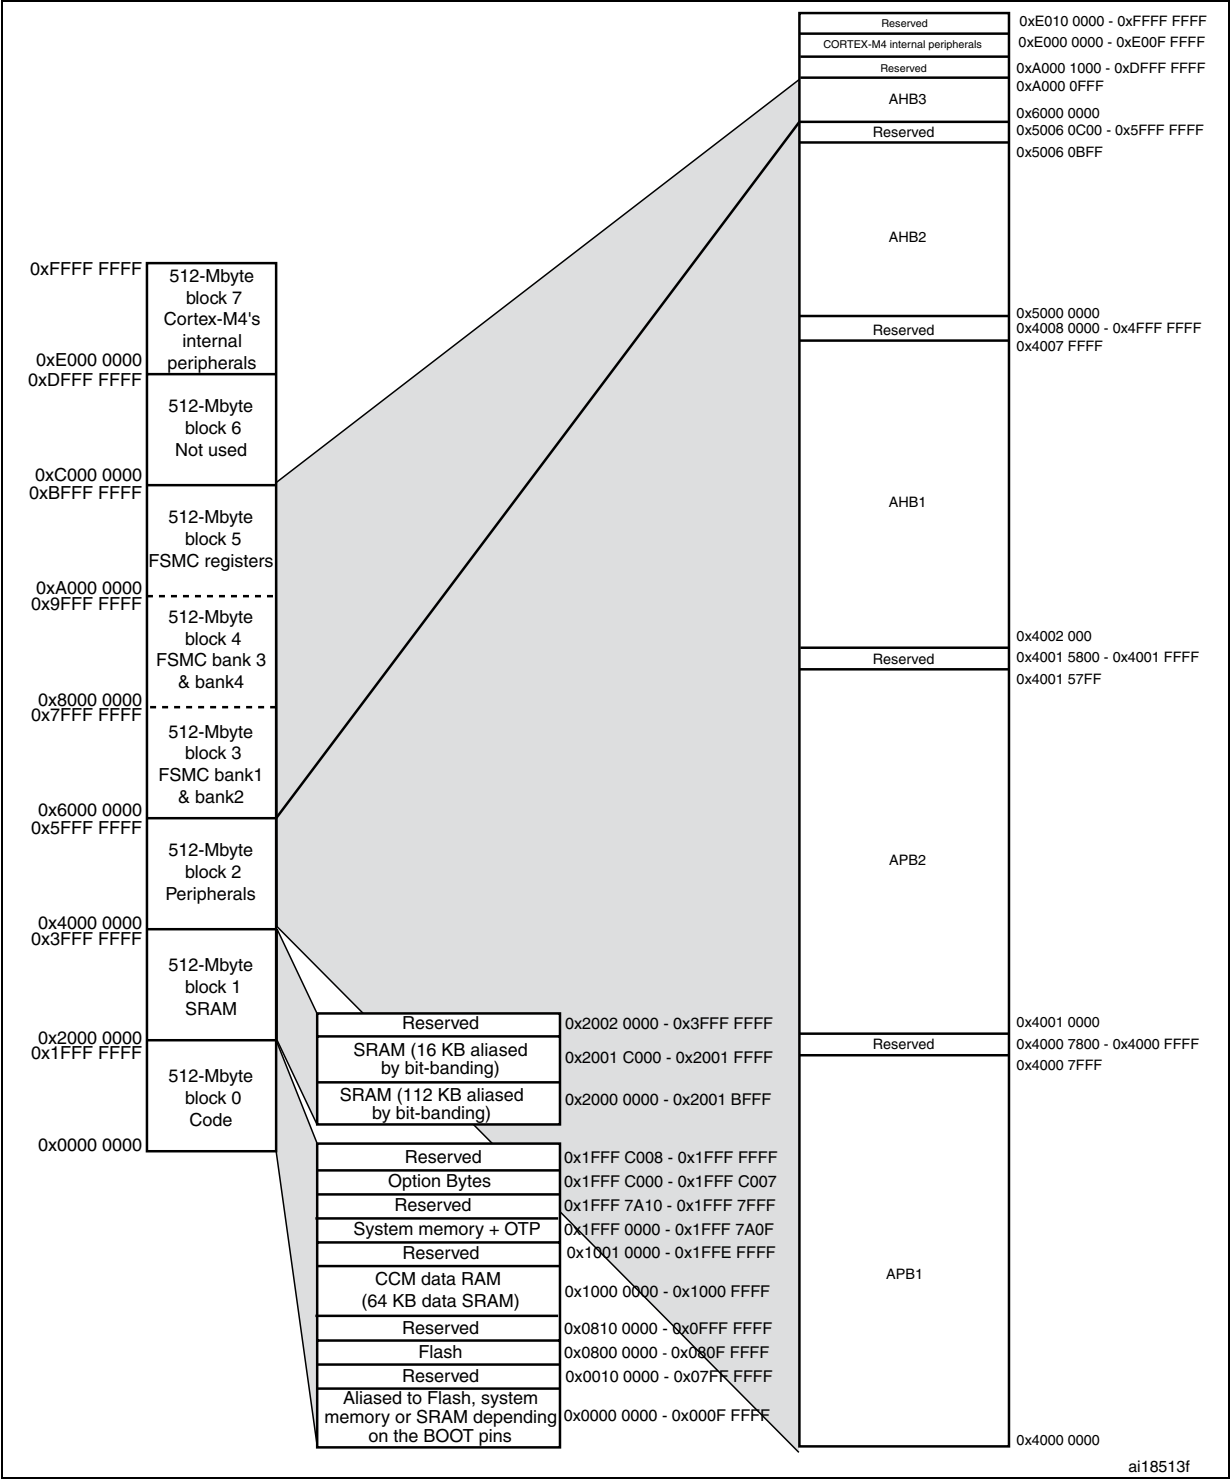 0xFFFF FFFF
512-Mbyte
block 7
Cortex-M4's
internal
peripherals
0xE000 0000
0xDFFF FFFF
512-Mbyte
block 6
Not used
0xC000 0000
0xBFFF FFFF
512-Mbyte
block 5
FSMC registers
0xA000 0000
0x9FFF FFFF
512-Mbyte
block 4
FSMC bank 3
& bank4
0x8000 0000
0x7FFF FFFF
512-Mbyte
block 3
FSMC bank1
& bank2
0x6000 0000
0x5FFF FFFF
512-Mbyte
block 2
Peripherals
0x4000 0000
0x3FFF FFFF
512-Mbyte
block 1
SRAM
0x2000 0000
0x1FFF FFFF
512-Mbyte
block 0
Code
0x0000 0000
Reserved 0x2002 0000 - 0x3FFF FFFF
SRAM (16 KB aliased
by bit-banding)
0x2001 C000 - 0x2001 FFFF
SRAM (112 KB aliased
by bit-banding)
0x2000 0000 - 0x2001 BFFF
Reserved 0x1FFF C008 - 0x1FFF FFFF
Option Bytes 0x1FFF C000 - 0x1FFF C007
Reserved 0x1FFF 7A10 - 0x1FFF 7FFF
System memory + OTP 0x1FFF 0000 - 0x1FFF 7A0F
Reserved 0x1001 0000 - 0x1FFE FFFF
CCM data RAM
(64 KB data SRAM)
0x1000 0000 - 0x1000 FFFF
Reserved 0x0810 0000 - 0x0FFF FFFF
Flash 0x0800 0000 - 0x080F FFFF
Reserved 0x0010 0000 - 0x07FF FFFF
Aliased to Flash, system
memory or SRAM depending
on the BOOT pins
0x0000 0000 - 0x000F FFFF
Reserved 0xE010 0000 - 0xFFFF FFFF
CORTEX-M4 internal peripherals 0xE000 0000 - 0xE00F FFFF
Reserved 0xA000 1000 - 0xDFFF FFFF
0xA000 0FFF
AHB3
0x6000 0000
Reserved 0x5006 0C00 - 0x5FFF FFFF
0x5006 0BFF
AHB2
0x5000 0000
Reserved 0x4008 0000 - 0x4FFF FFFF
0x4007 FFFF
AHB1
0x4002 000
Reserved 0x4001 5800 - 0x4001 FFFF
0x4001 57FF
APB2
0x4001 0000
Reserved 0x4000 7800 - 0x4000 FFFF
0x4000 7FFF
APB1
0x4000 0000
ai18513f